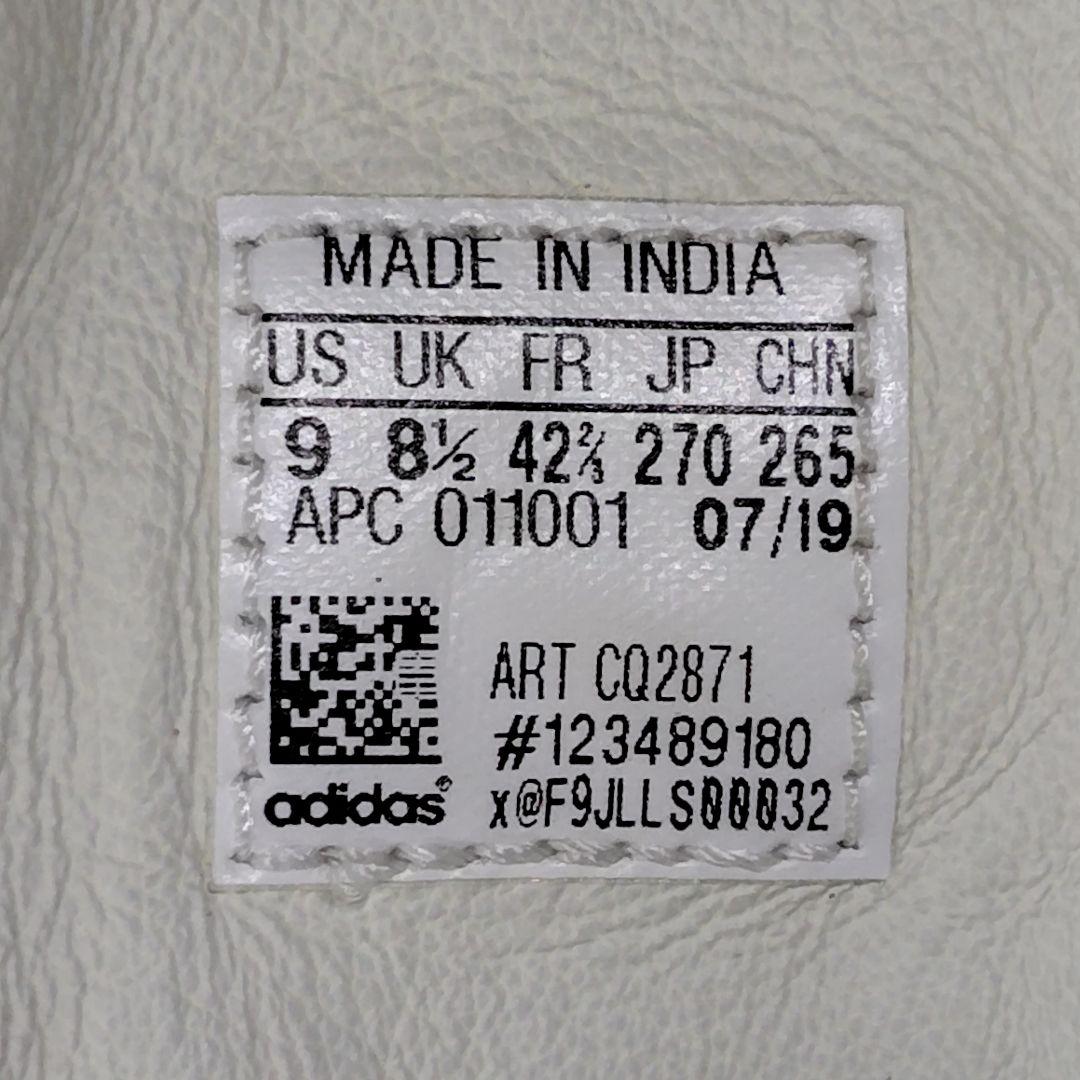 MADE IN INDIA
US UK FR JP CHN
9 8½ 42⅔ 270 265
APC 011001 07/19
ART CQ2871
#123489180
adidas® x@F9JLLS00032